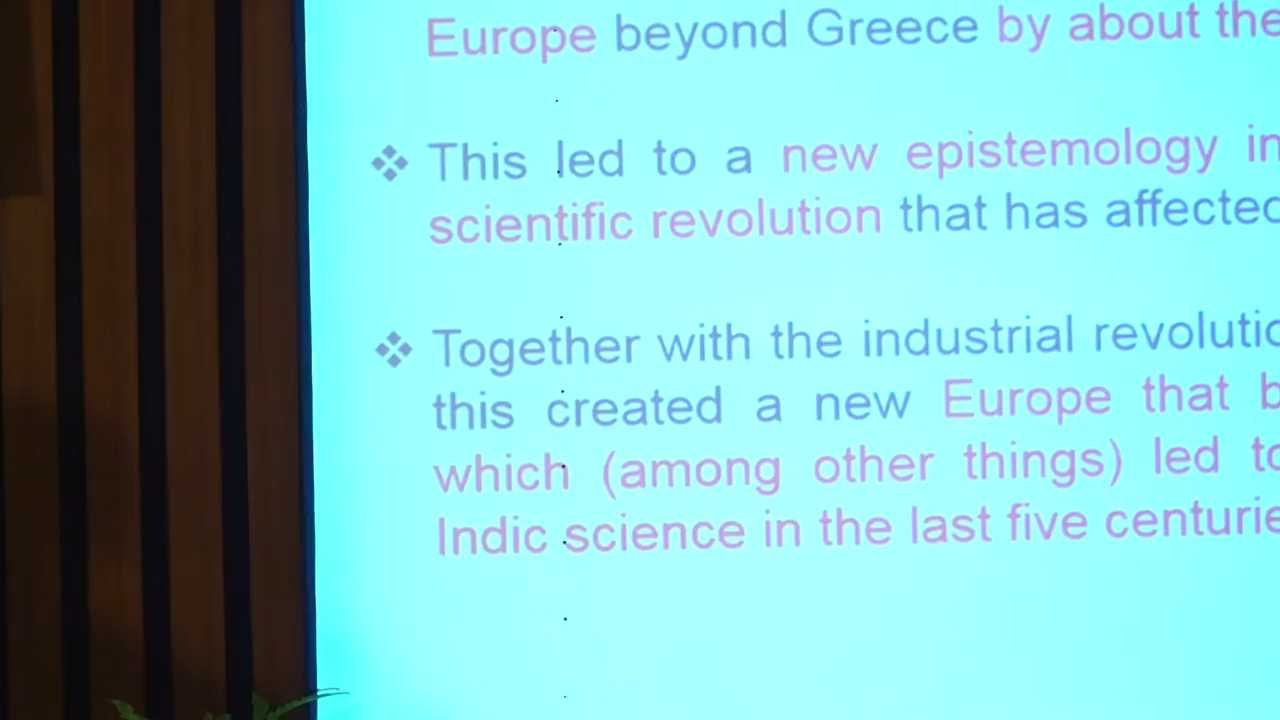 Europe beyond Greece by about the
❖ This led to a new epistemology in
scientific revolution that has affected
❖ Together with the industrial
this created a new Europe that
which (among other things) led to
Indic science in the last five